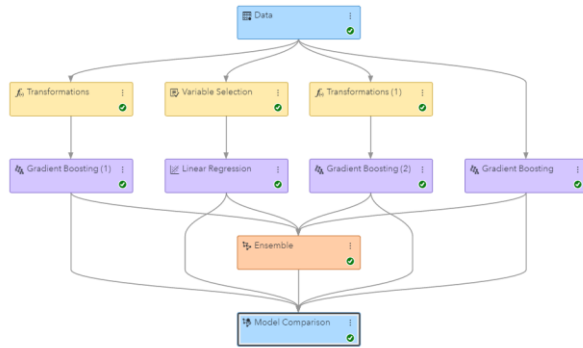 Data
Transformations
Variable Selection
Transformations (1)
Gradient Boosting (1)
Linear Regression
Gradient Boosting (2)
Gradient Boosting
Ensemble
Model Comparison